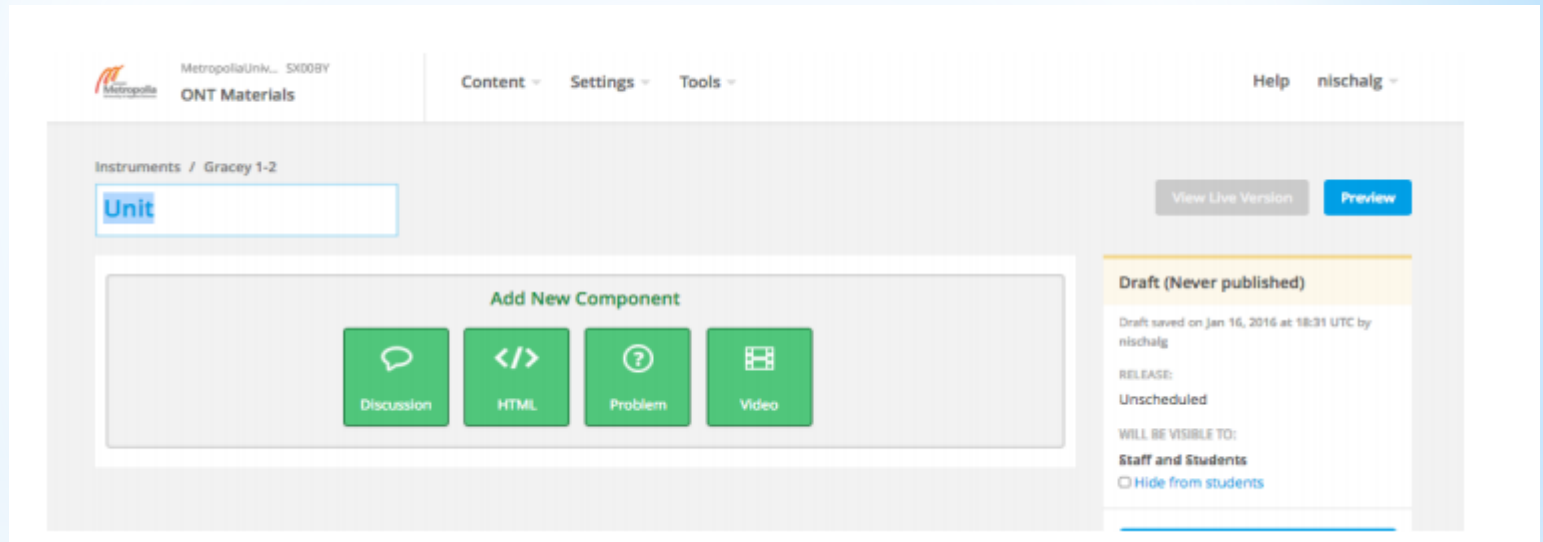 MetropoliaUniv... SX00BY
Metropolia
ONT Materials
Content
Settings
Tools
Help
nischalg
Instruments / Gracey 1-2
Unit
View Live Version
Preview
Add New Component
Discussion
HTML
Problem
Video
Draft (Never published)
Draft saved on Jan 16, 2016 at 18:31 UTC by
nischalg
RELEASE:
Unscheduled
WILL BE VISIBLE TO:
Staff and Students
Hide from students